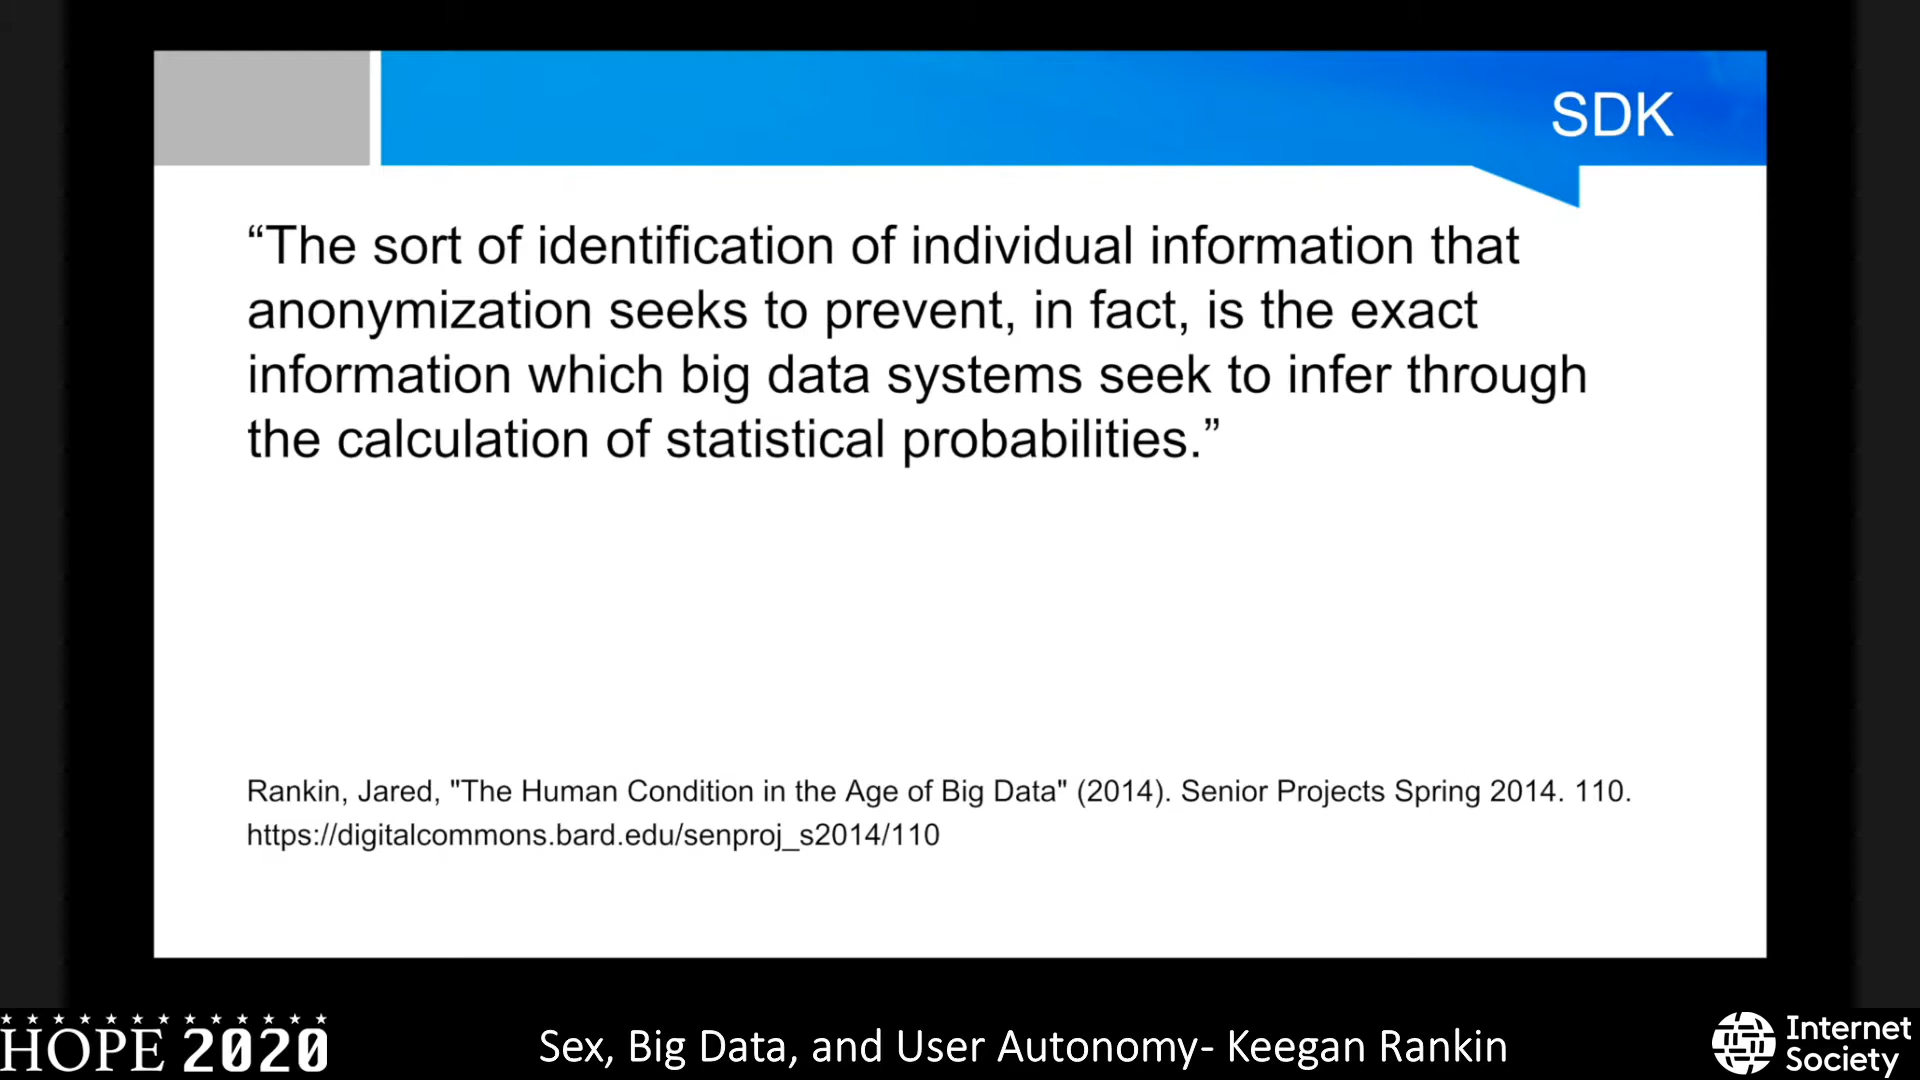 SDK
“The sort of identification of individual information that
anonymization seeks to prevent, in fact, is the exact
information which big data systems seek to infer through
the calculation of statistical probabilities.”
Rankin, Jared, "The Human Condition in the Age of Big Data" (2014). Senior Projects Spring 2014. 110.
https://digitalcommons.bard.edu/senproj_s2014/110
HOPE 2020
Sex, Big Data, and User Autonomy- Keegan Rankin
Internet
Society